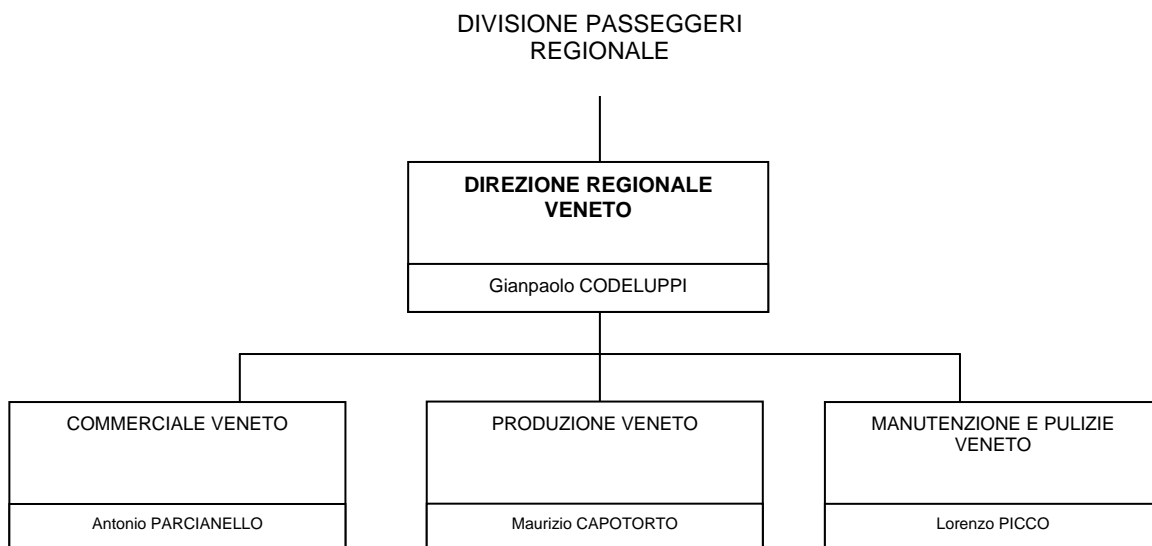 DIVISIONE PASSEGGERI
REGIONALE
DIREZIONE REGIONALE
VENETO
Gianpaolo CODELUPPI
COMMERCIALE VENETO
Antonio PARCIANELLO
PRODUZIONE VENETO
Maurizio CAPOTORTO
MANUTENZIONE E PULIZIE
VENETO
Lorenzo PICCO